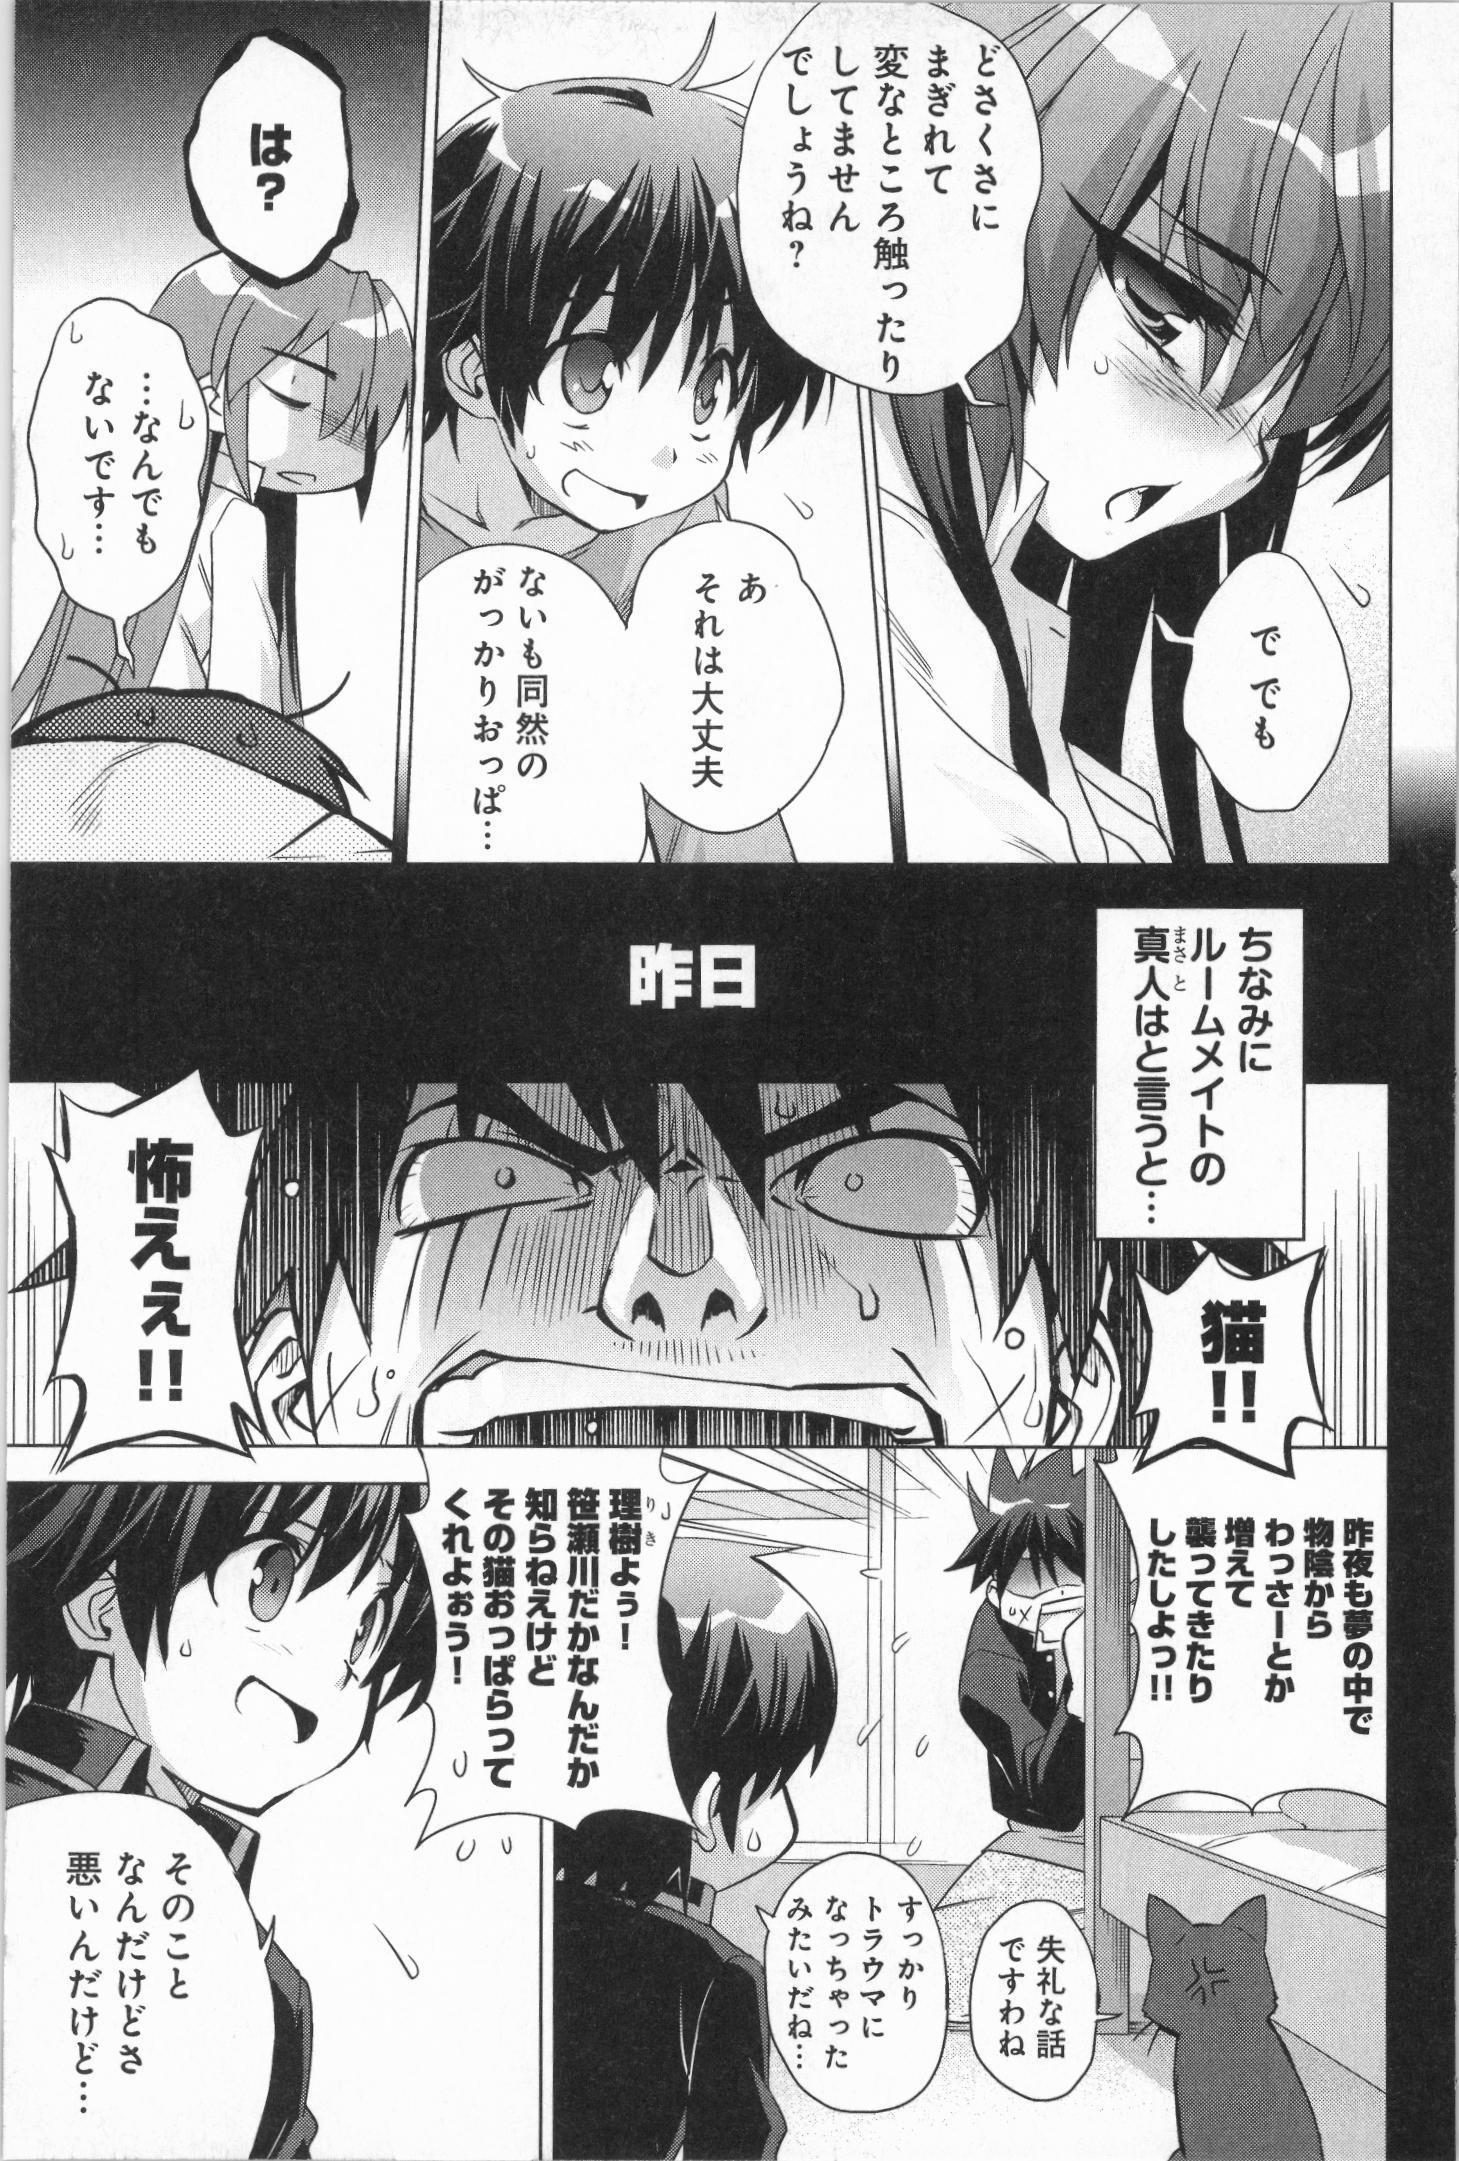 で でも
どさくさに
まぎれて
変なところ触ったり
してません
でしょうね?
あ
それは大丈夫
ないも同然の
がっかりおっぱ…
は?
…なんでも
ないです…
ちなみに
ルームメイトの
真人はと言うと…
まさと
昨日
猫!!
怖えぇ!!
昨夜も夢の中で
物陰から
わっさーとか
増えて
襲ってきたり
したしよっ!!
失礼な話
ですわね
すっかり
トラウマに
なっちゃった
みたいだね…
理樹よぅ!
りき
笹瀬川だかなんだか
知らねえけど
その猫おっぱらって
くれよぉう!
そのこと
なんだけどさ
悪いんだけど…